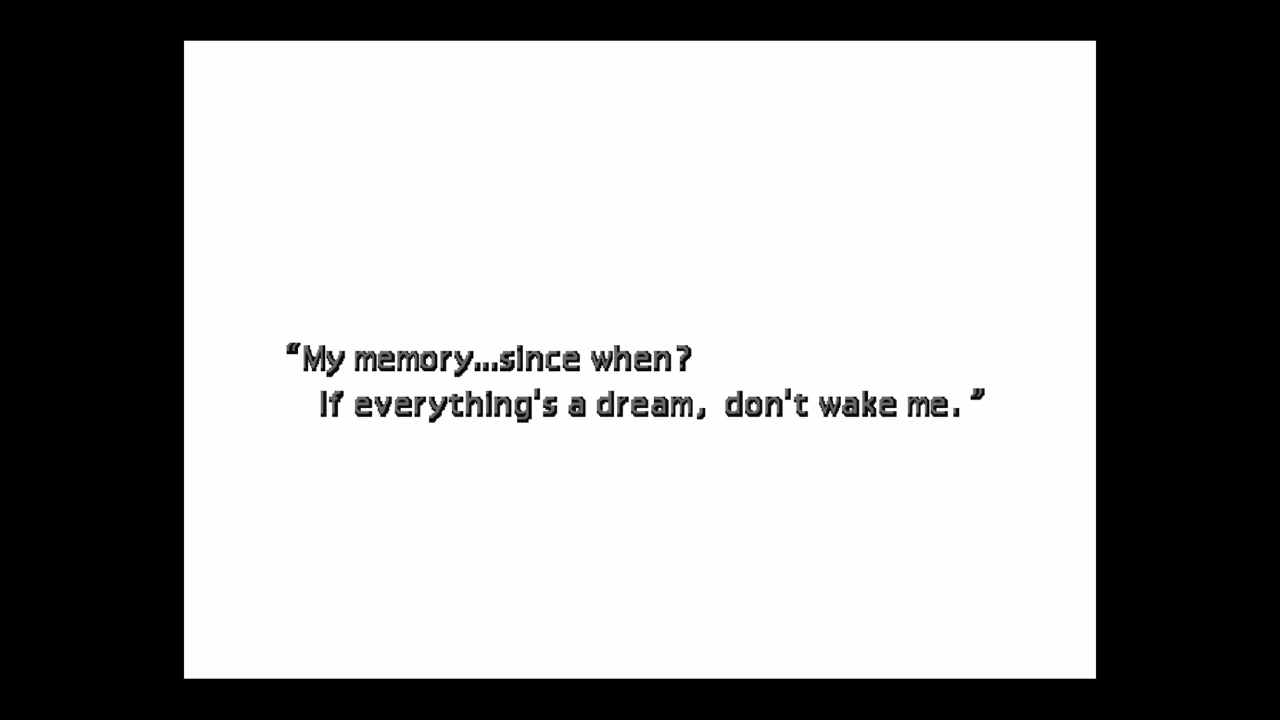 “My memory...since when?
If everything's a dream, don't wake me.”